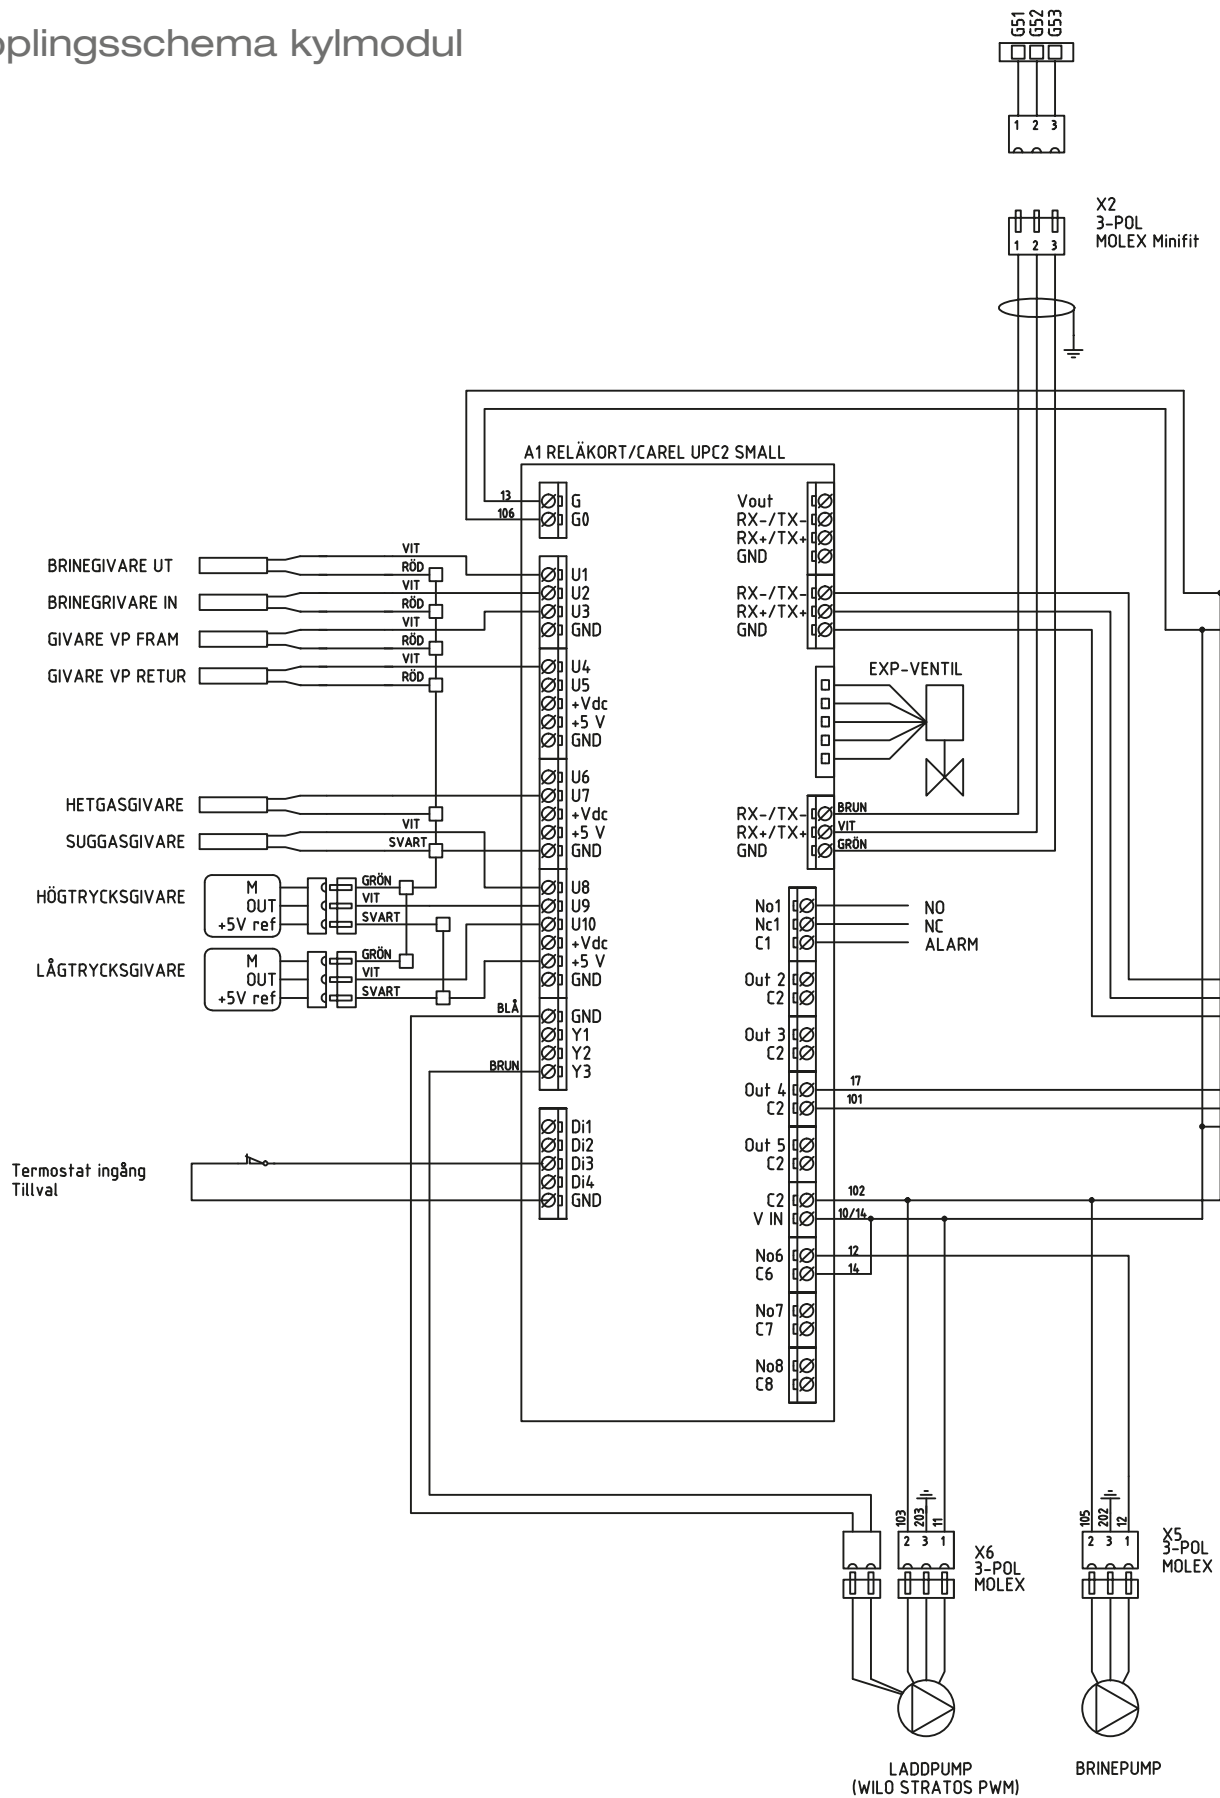 plingsschema kylmodul
G51
G52
G53
1 2 3
X2
3-POL
MOLEX Minifit
1 2 3
A1 RELÄKORT/CAREL UPC2 SMALL
13
G
106
G0
Vout
RX-/TX-
RX+/TX+
GND
BRINEGIVARE UT
VIT
RÖD
U1
BRINEGRIVARE IN
VIT
RÖD
U2
GIVARE VP FRAM
VIT
RÖD
U3
GND
GIVARE VP RETUR
VIT
RÖD
U4
U5
+Vdc
+5 V
GND
RX-/TX-
RX+/TX+
GND
EXP-VENTIL
HETGASGIVARE
U6
U7
+Vdc
SUGGASGIVARE
VIT
SVART
+5 V
GND
RX-/TX-
BRUN
RX+/TX+
VIT
GND
GRÖN
HÖGTRYCKSGIVARE
M
OUT
+5V ref
GRÖN
VIT
SVART
U8
U9
U10
+Vdc
+5 V
GND
LÅGTRYCKSGIVARE
M
OUT
+5V ref
GRÖN
VIT
SVART
No1
NO
Nc1
NC
C1
ALARM
Out 2
C2
BLÅ
GND
Y1
Y2
BRUN
Y3
Out 3
C2
Out 4
17
C2
101
Di1
Di2
Di3
Di4
GND
Out 5
C2
Termostat ingång
Tillval
C2
102
V IN
10/14
No6
12
C6
14
No7
C7
No8
C8
103
203
11
2 3 1
X6
3-POL
MOLEX
105
202
12
2 3 1
X5
3-POL
MOLEX
LADDPUMP
(WILO STRATOS PWM)
BRINEPUMP